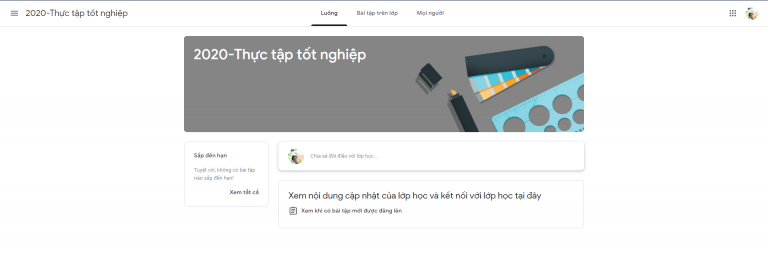 2020-Thực tập tốt nghiệp
Luồng
Bài tập trên lớp
Mọi người
2020-Thực tập tốt nghiệp
Sắp đến hạn
Tuyệt vời, không có bài tập
nào sắp đến hạn!
Xem tất cả
Chia sẻ đôi điều với lớp học...
Xem nội dung cập nhật của lớp học và kết nối với lớp học tại đây
Xem khi có bài tập mới được đăng lên